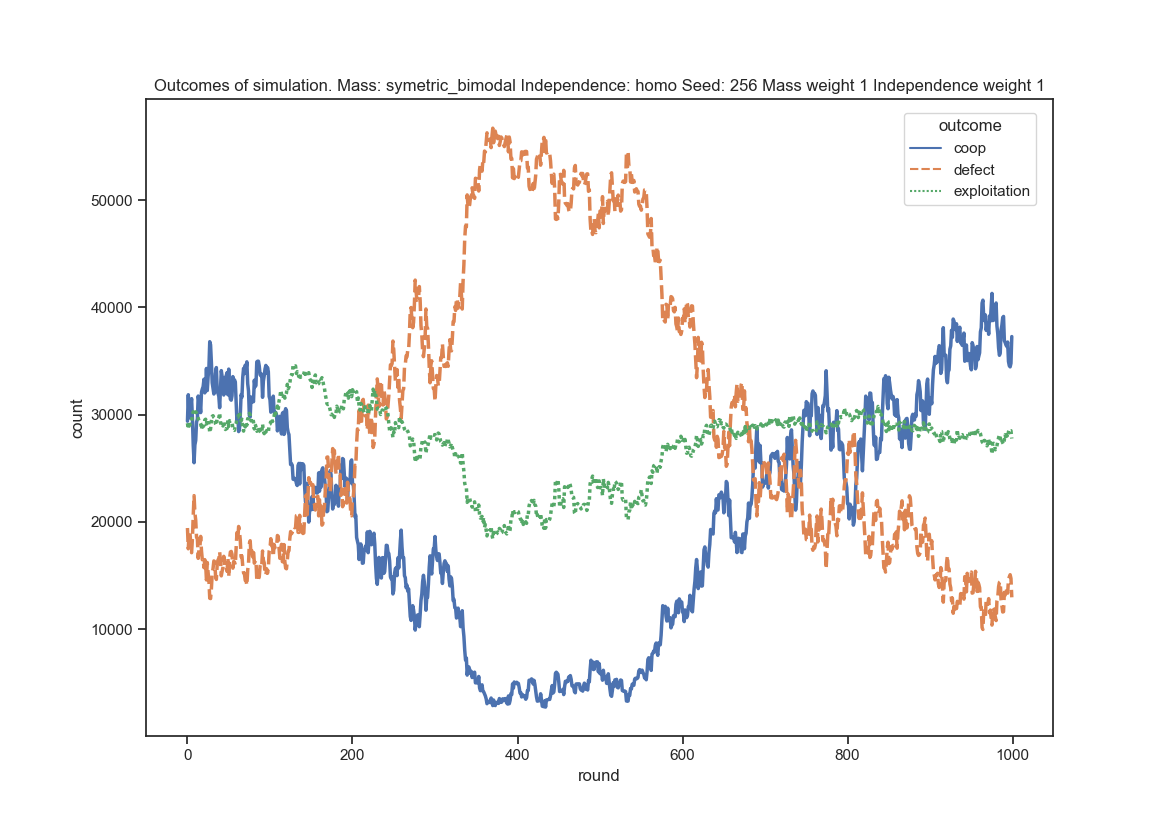 Outcomes of simulation. Mass: symetric_bimodal Independence: homo Seed: 256 Mass weight 1 Independence weight 1
outcome
coop
defect
exploitation
50000
40000
30000
20000
10000
count
0 200 400 600 800 1000
round